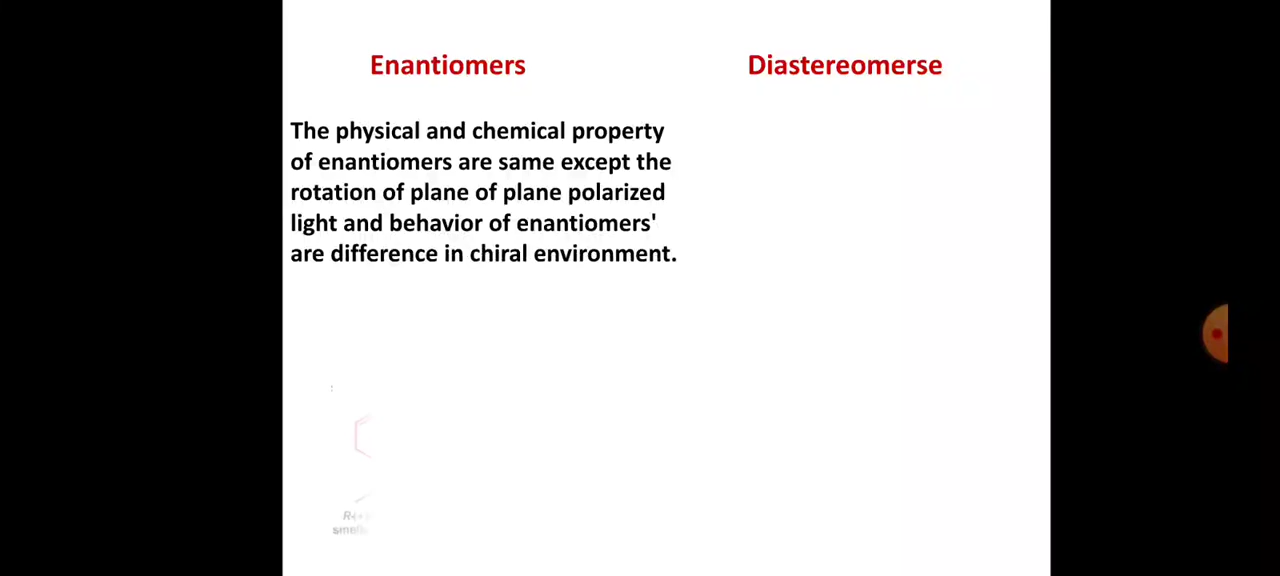 Enantiomers
Diastereomerse
The physical and chemical property
of enantiomers are same except the
rotation of plane of plane polarized
light and behavior of enantiomers'
are difference in chiral environment.